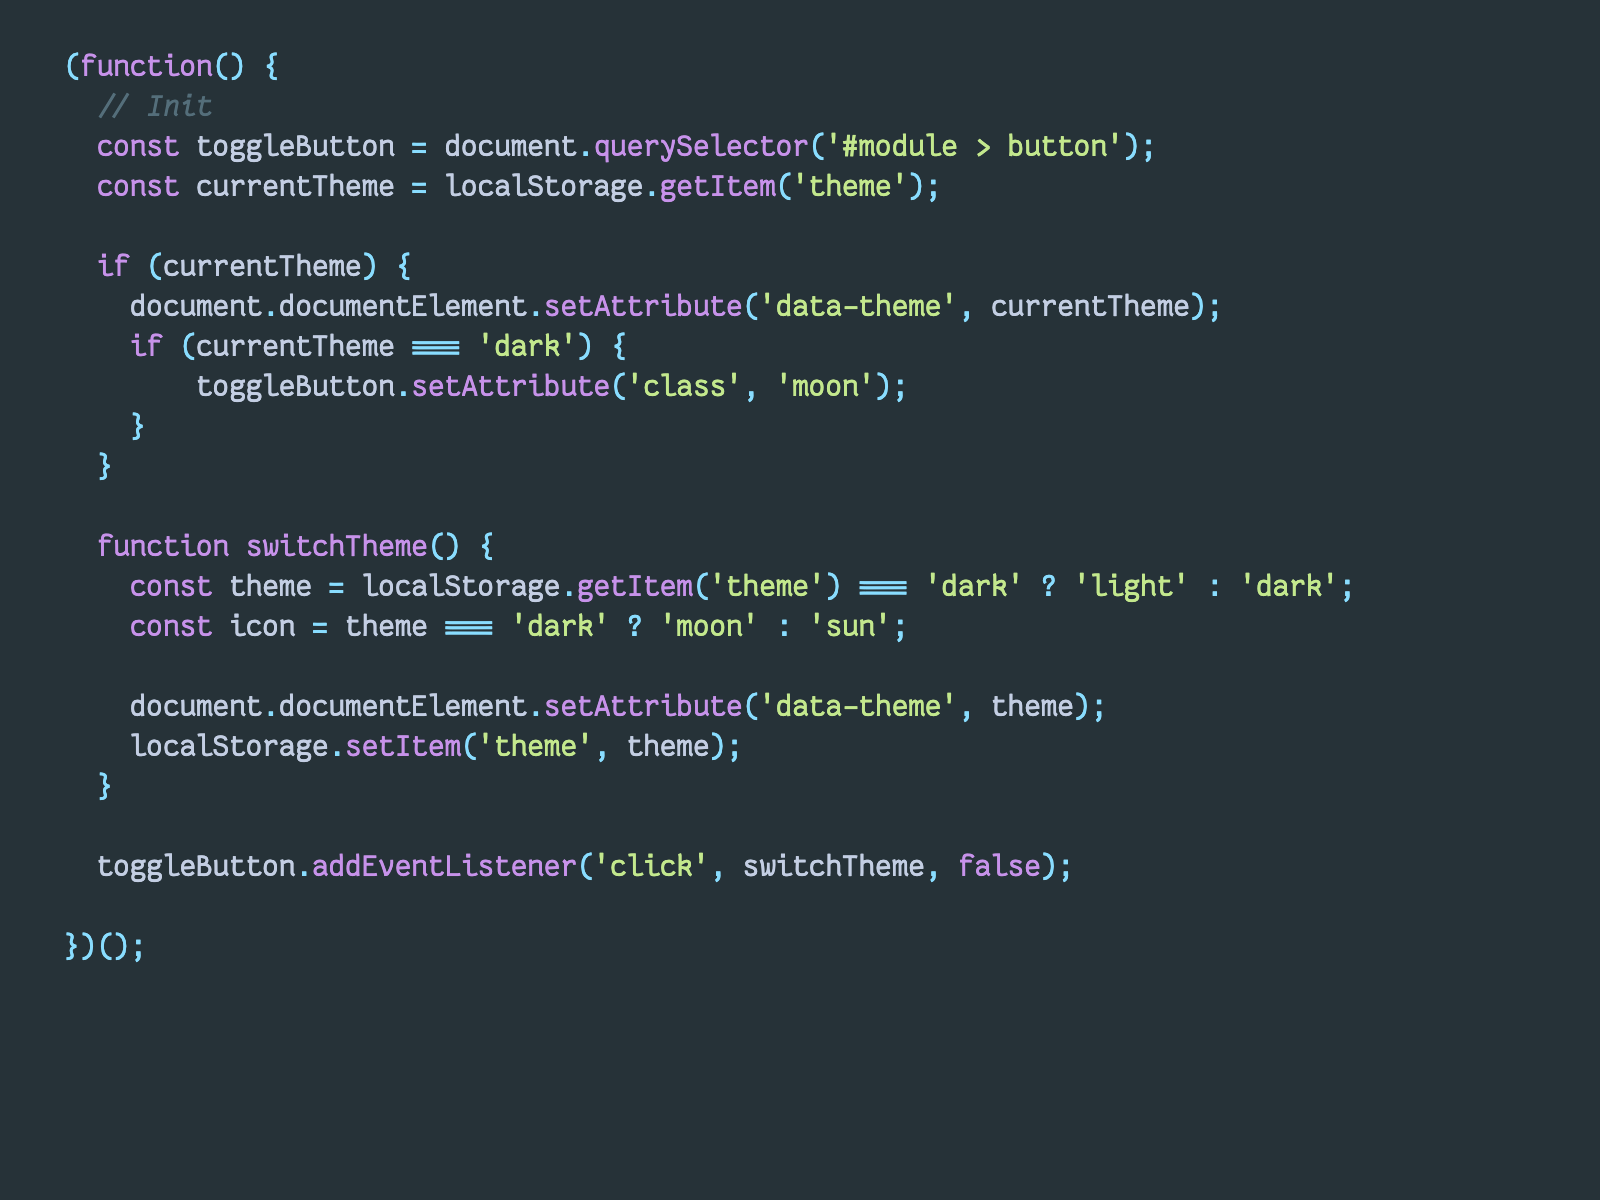 (function() {
  // Init
  const toggleButton = document.querySelector('#module > button');
  const currentTheme = localStorage.getItem('theme');

  if (currentTheme) {
    document.documentElement.setAttribute('data-theme', currentTheme);
    if (currentTheme === 'dark') {
        toggleButton.setAttribute('class', 'moon');
    }
  }

  function switchTheme() {
    const theme = localStorage.getItem('theme') === 'dark' ? 'light' : 'dark';
    const icon = theme === 'dark' ? 'moon' : 'sun';

    document.documentElement.setAttribute('data-theme', theme);
    localStorage.setItem('theme', theme);
  }

  toggleButton.addEventListener('click', switchTheme, false);

})();